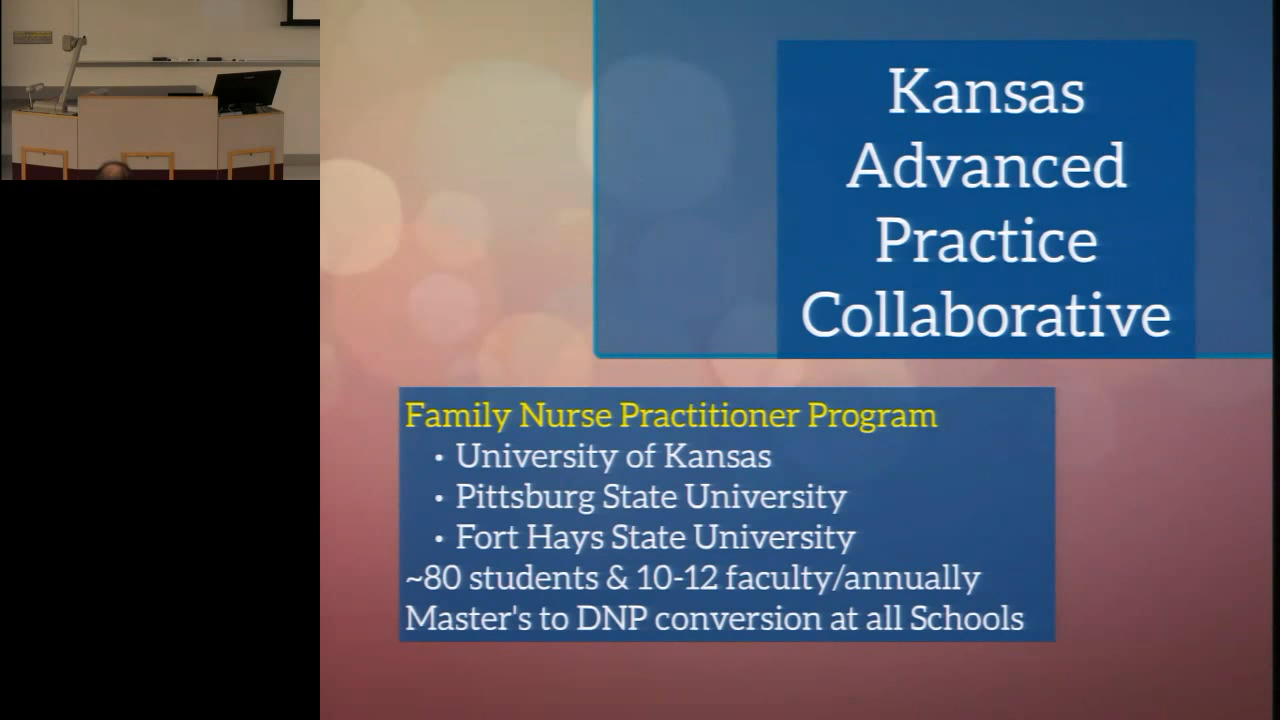 Kansas
Advanced
Practice
Collaborative
Family Nurse Practitioner Program
• University of Kansas
• Pittsburg State University
• Fort Hays State University
~80 students & 10-12 faculty/annually
Master's to DNP conversion at all Schools